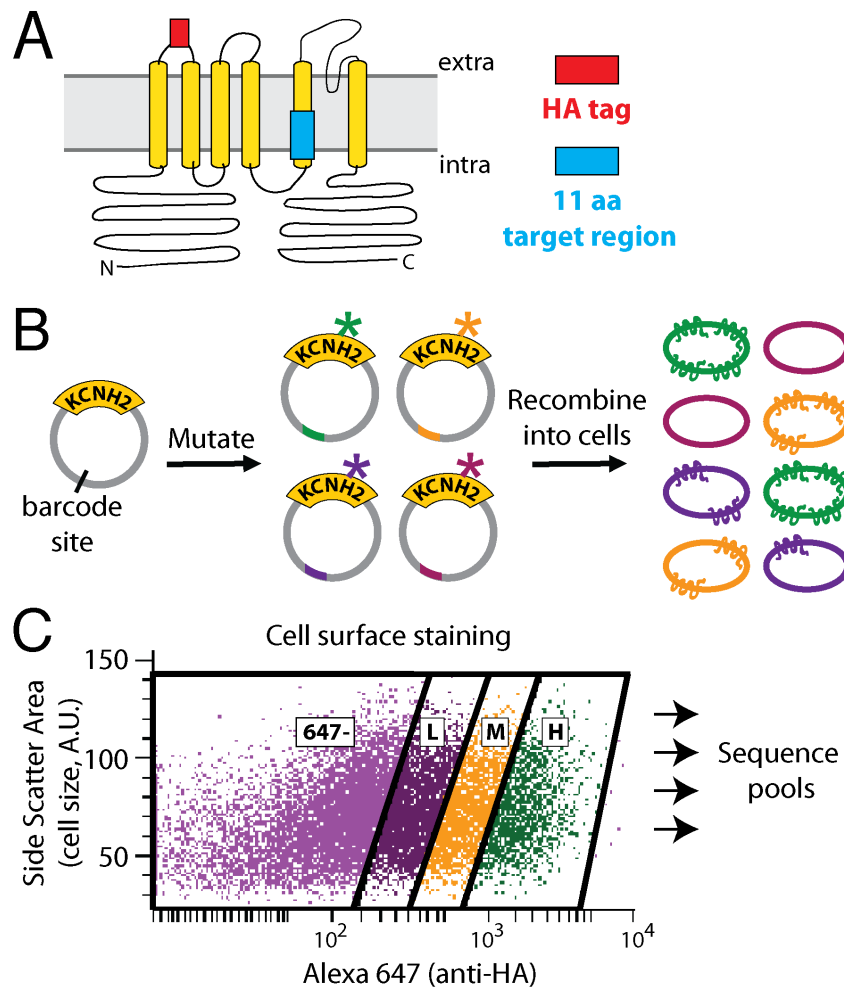 A
extra
intra
HA tag
11 aa
target region
N
C
B
KCNH2
barcode
site
Mutate
KCNH2
KCNH2
KCNH2
KCNH2
Recombine
into cells
C
Cell surface staining
Side Scatter Area
(cell size, A.U.)
150
100
50
647-
L
M
H
10²
10³
10⁴
Alexa 647 (anti-HA)
Sequence
pools